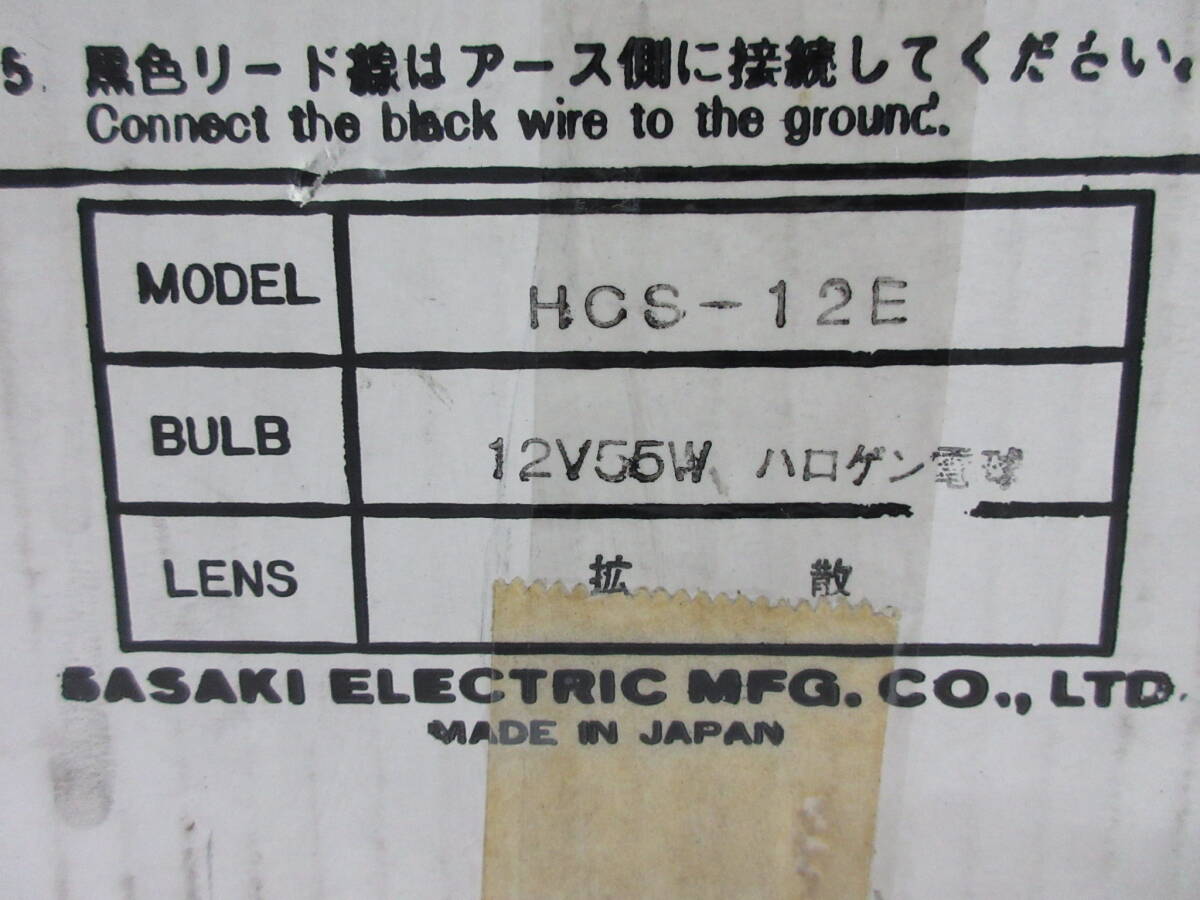 5. 黒色リード線はアース側に接続してください。
Connect the black wire to the ground.
MODEL HCS-12E
BULB 12V55W ハロゲン電球
LENS 拡 散
SASAKI ELECTRIC MFG. CO., LTD.
MADE IN JAPAN